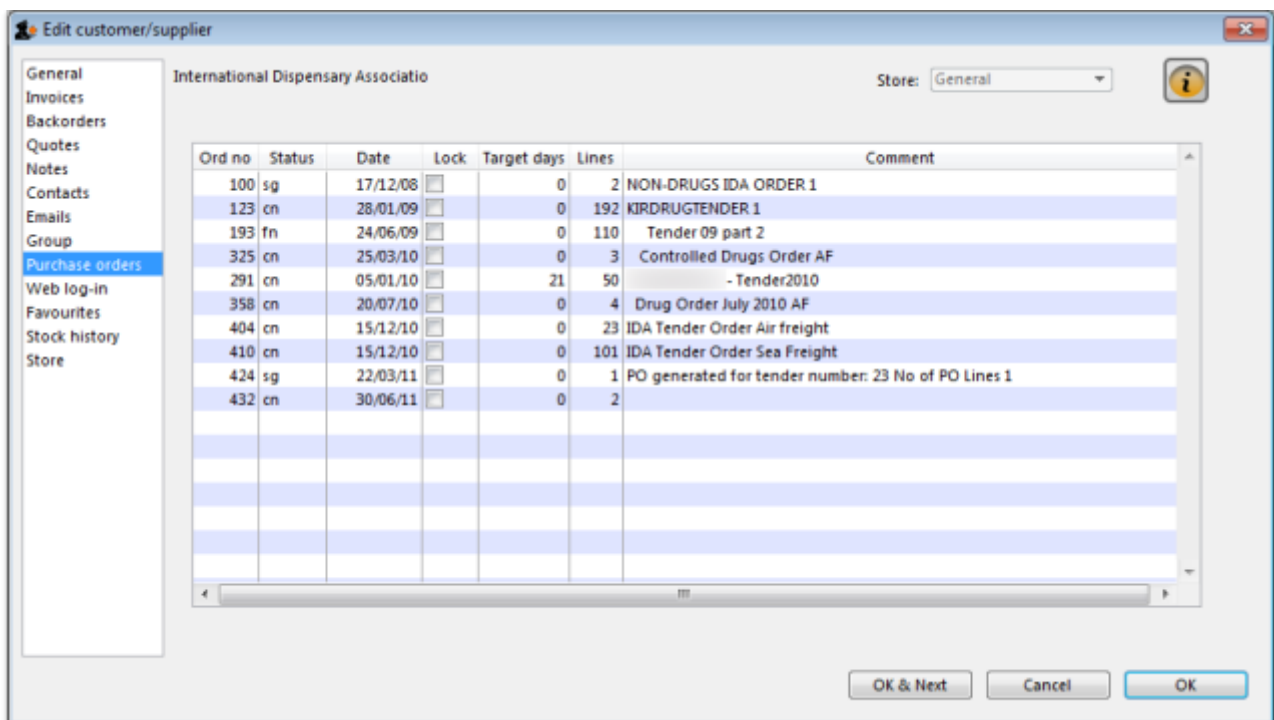 Edit customer/supplier
General
Invoices
Backorders
Quotes
Notes
Contacts
Emails
Group
Purchase orders
Web log-in
Favourites
Stock history
Store
International Dispensary Associatio
Store: General
Ord no Status Date Lock Target days Lines Comment
100 sg 17/12/08 0 2 NON-DRUGS IDA ORDER 1
123 cn 28/01/09 0 192 KIRDRUGTENDER 1
193 fn 24/06/09 0 110 Tender 09 part 2
325 cn 25/03/10 0 3 Controlled Drugs Order AF
291 cn 05/01/10 21 50 - Tender2010
358 cn 20/07/10 0 4 Drug Order July 2010 AF
404 cn 15/12/10 0 23 IDA Tender Order Air freight
410 cn 15/12/10 0 101 IDA Tender Order Sea Freight
424 sg 22/03/11 0 1 PO generated for tender number: 23 No of PO Lines 1
432 cn 30/06/11 0 2
OK & Next Cancel OK